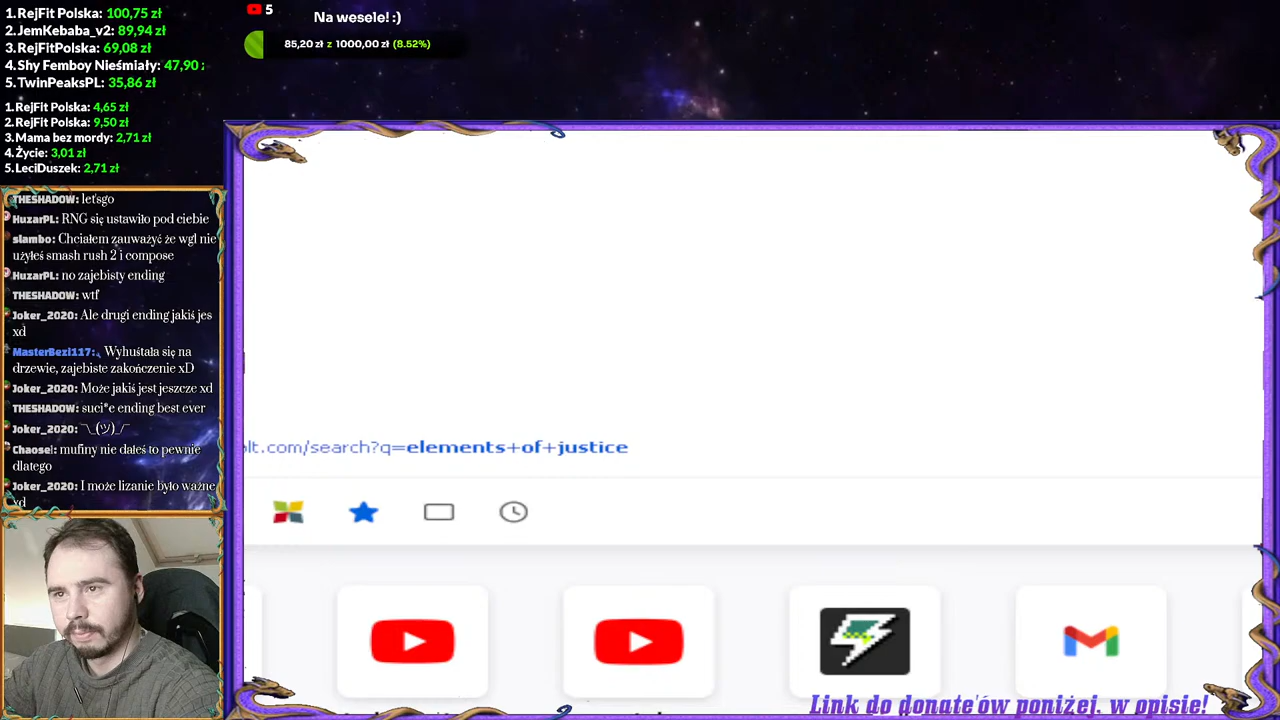 1.RejFit Polska: 100,75 zł
2.JemKebaba_v2: 89,94 zł
3.RejFitPolska: 69,08 zł
4.Shy Femboy Nieśmiały: 47,90
5.TwinPeaksPL: 35,86 zł
1.RejFit Polska: 4,65 zł
2.RejFit Polska: 9,50 zł
3.Mama bez mordy: 2,71 zł
4.Życie: 3,01 zł
5.LeciDuszek: 2,71 zł
5
Na wesele! :)
85,20 zł z 1000,00 zł (8.52%)
THESHADOW: let'sgo
HuzarPL: RNG się ustawiło pod ciebie
slambo: Chciałem zauważyć że wgl nie
użyłeś smash rush 2 i compose
HuzarPL: no zajebisty ending
THESHADOW: wtf
Joker_2020: Ale drugi ending jakiś jes
xd
MasterBezi117: Wyhuśtała się na
drzewie, zajebiste zakończenie xD
Joker_2020: Może jakiś jest jeszcze xd
THESHADOW: suci*e ending best ever
Joker_2020: ¯\_(ツ)_/¯
Chaose!: mufiny nie dałeś to pewnie
dlatego
Joker_2020: I może lizanie było ważne
xd
lt.com/search?q=elements+of+justice
Link do donate'ów poniżej, w opisie!